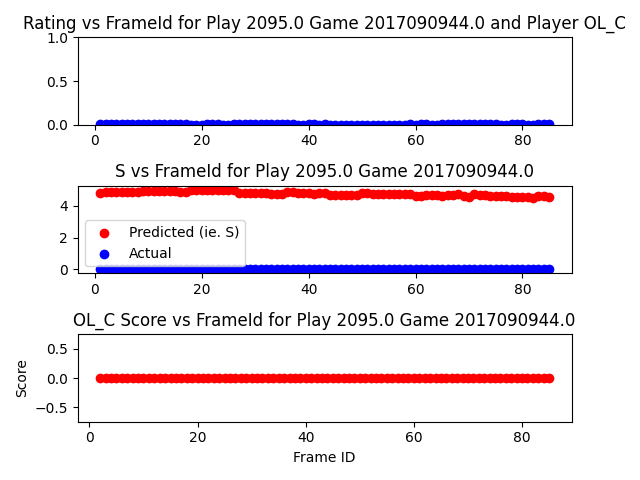 Rating vs FrameId for Play 2095.0 Game 2017090944.0 and Player OL_C
1.0
0.5
0.0
0 20 40 60 80
S vs FrameId for Play 2095.0 Game 2017090944.0
4
2
0
Predicted (ie. S)
Actual
0 20 40 60 80
OL_C Score vs FrameId for Play 2095.0 Game 2017090944.0
Score
0.5
0.0
−0.5
0 20 40 60 80
Frame ID